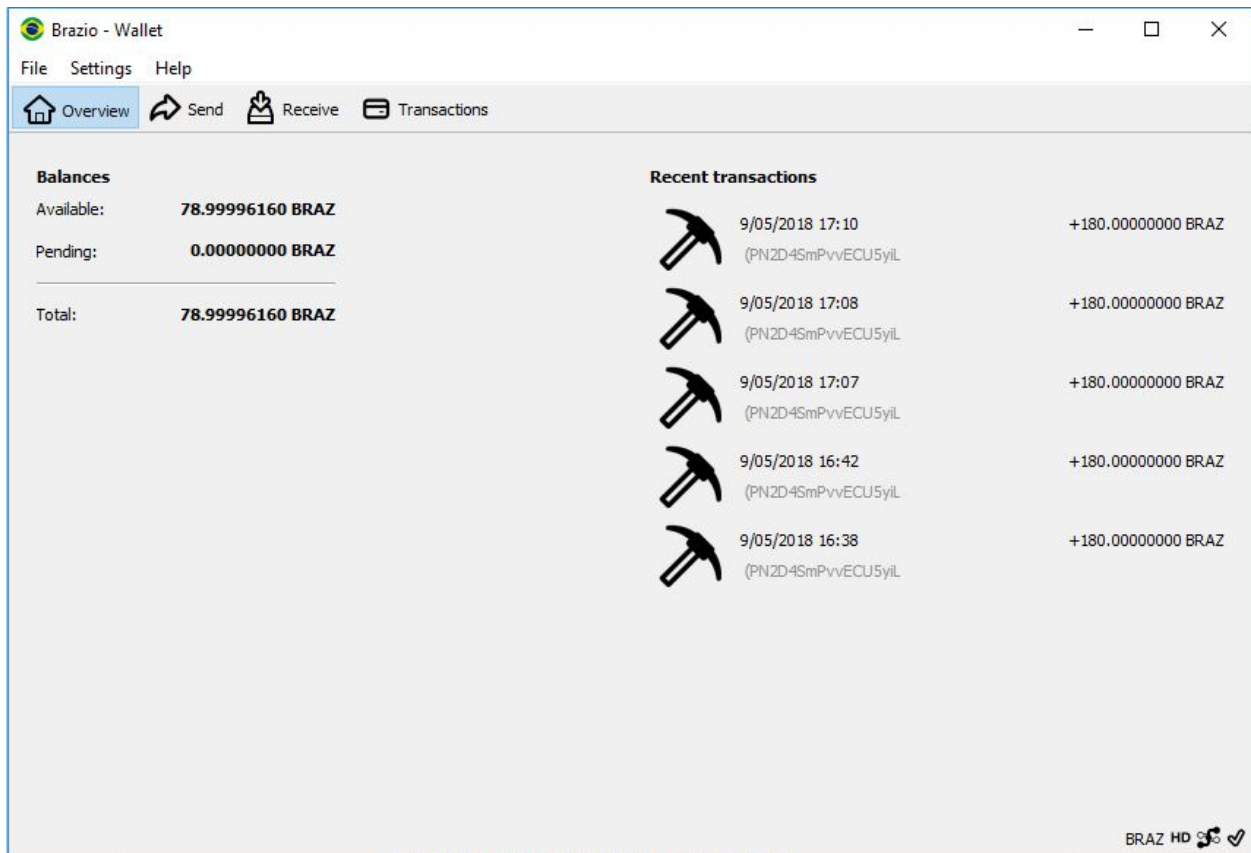 Brazio - Wallet
File Settings Help
Overview Send Receive Transactions
Balances
Available: 78.99996160 BRAZ
Pending: 0.00000000 BRAZ
Total: 78.99996160 BRAZ
Recent transactions
9/05/2018 17:10 +180.00000000 BRAZ
(PN2D4SmPvvECU5yiL
9/05/2018 17:08 +180.00000000 BRAZ
(PN2D4SmPvvECU5yiL
9/05/2018 17:07 +180.00000000 BRAZ
(PN2D4SmPvvECU5yiL
9/05/2018 16:42 +180.00000000 BRAZ
(PN2D4SmPvvECU5yiL
9/05/2018 16:38 +180.00000000 BRAZ
(PN2D4SmPvvECU5yiL
BRAZ HD